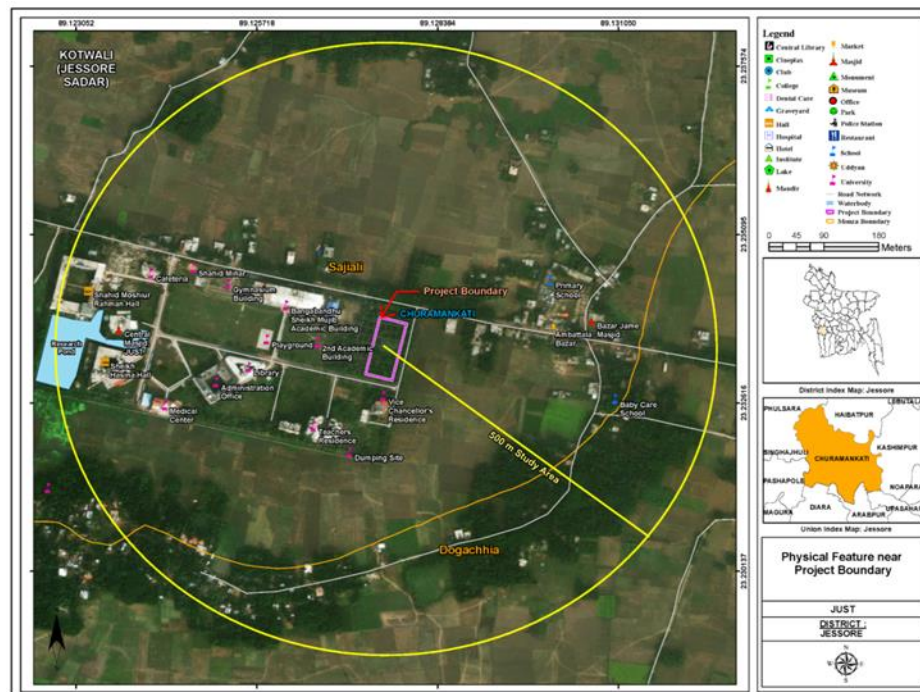 89.123052
89.125718
89.128384
89.131050
KOTWALI
(JESSORE
SADAR)
23.237574
23.235095
23.232616
23.230137
Sajiali
Project Boundary
CHURAMANKATI
Cafeteria
Shahid Minar
Gymnasium
Building
Bangabandhu
Sheikh Mujib
Academic Building
Shahid Moshiur
Rahman Hall
Central
JUST
Research
Pond
Sheikh
Hasina Hall
Playground
2nd Academic
Building
Library
Administration
Office
Medical
Center
Vice
Chancellor's
Residence
Teachers
Residence
Dumping Site
Primary
School
Ambattala
Bazar
Bazar Jame
Masjid
Baby Care
School
500 m Study Area
Dogachhia
Legend
Central Library
Cineplax
Club
College
Dental Care
Graveyard
Hall
Hospital
Hotel
Institute
Lake
Mandir
Market
Masjid
Monument
Museum
Office
Park
Police Station
Restaurant
School
Uddyan
University
Road Network
Waterbody
Project Boundary
Mouza Boundary
0 45 90 180
Meters
District Index Map: Jessore
PHULSARA
HAIBATPUR
LEBUTALA
KASHIMPUR
SINGHAJHULI
CHURAMANKATI
PASHAPOLE
NOAPARA
MAGURA
DIARA
ARABPUR
UPASAHAR
Union Index Map: Jessore
Physical Feature near
Project Boundary
JUST
DISTRICT :
JESSORE
N
W
E
S